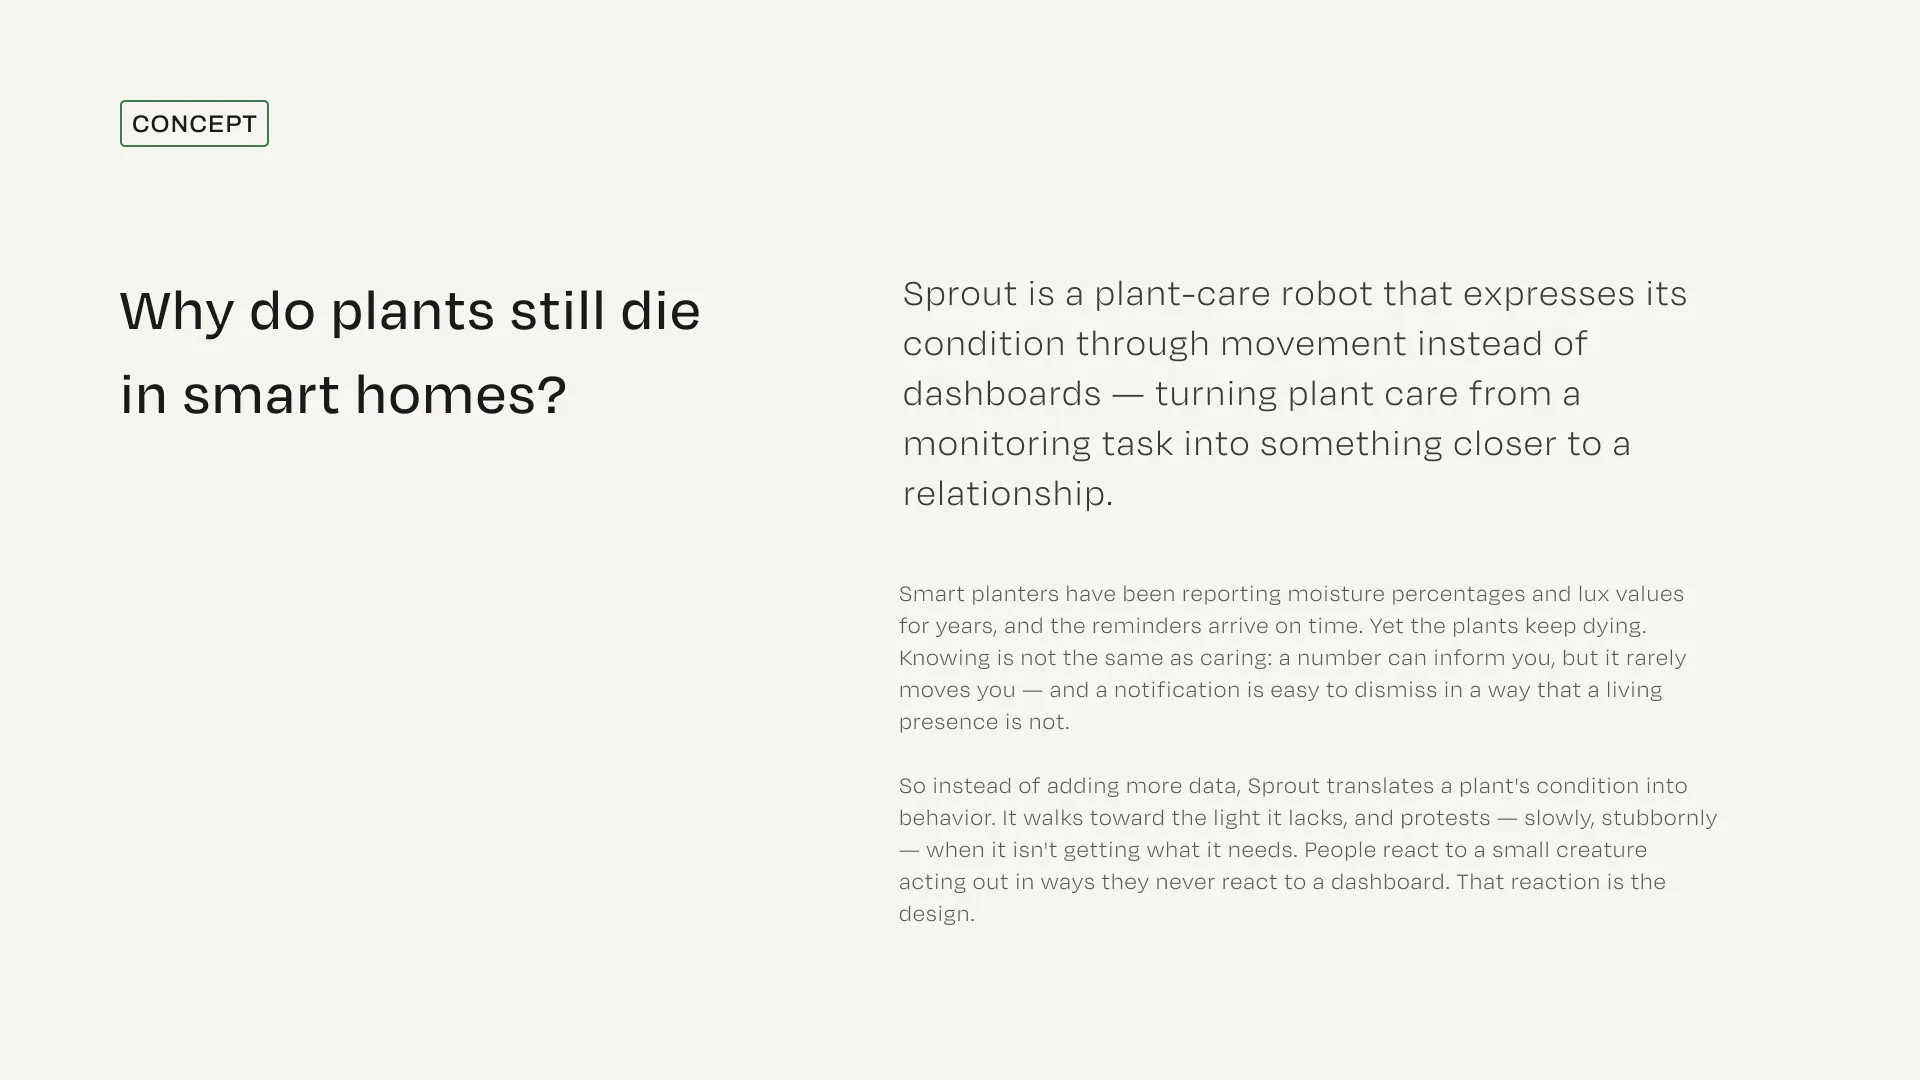 CONCEPT
Why do plants still die
in smart homes?
Sprout is a plant-care robot that expresses its
condition through movement instead of
dashboards — turning plant care from a
monitoring task into something closer to a
relationship.
Smart planters have been reporting moisture percentages and lux values
for years, and the reminders arrive on time. Yet the plants keep dying.
Knowing is not the same as caring: a number can inform you, but it rarely
moves you — and a notification is easy to dismiss in a way that a living
presence is not.
So instead of adding more data, Sprout translates a plant's condition into
behavior. It walks toward the light it lacks, and protests — slowly, stubbornly
— when it isn't getting what it needs. People react to a small creature
acting out in ways they never react to a dashboard. That reaction is the
design.